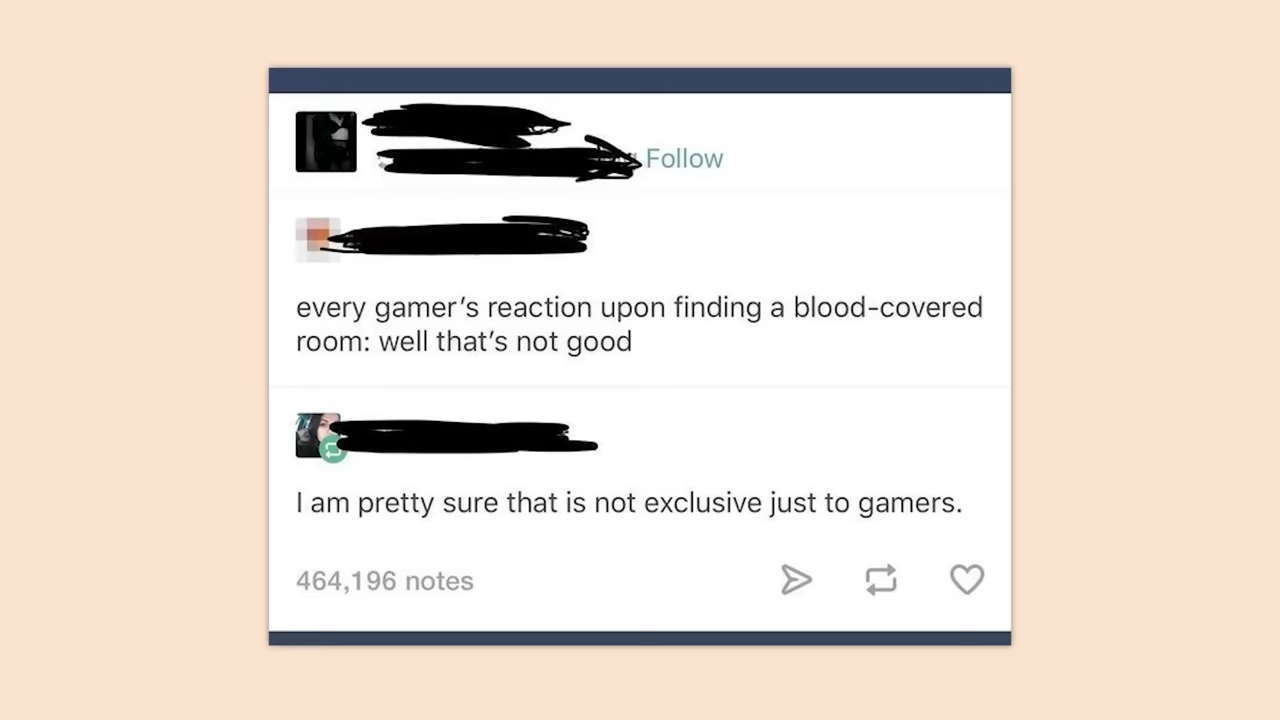 Follow
every gamer’s reaction upon finding a blood-covered
room: well that’s not good
I am pretty sure that is not exclusive just to gamers.
464,196 notes